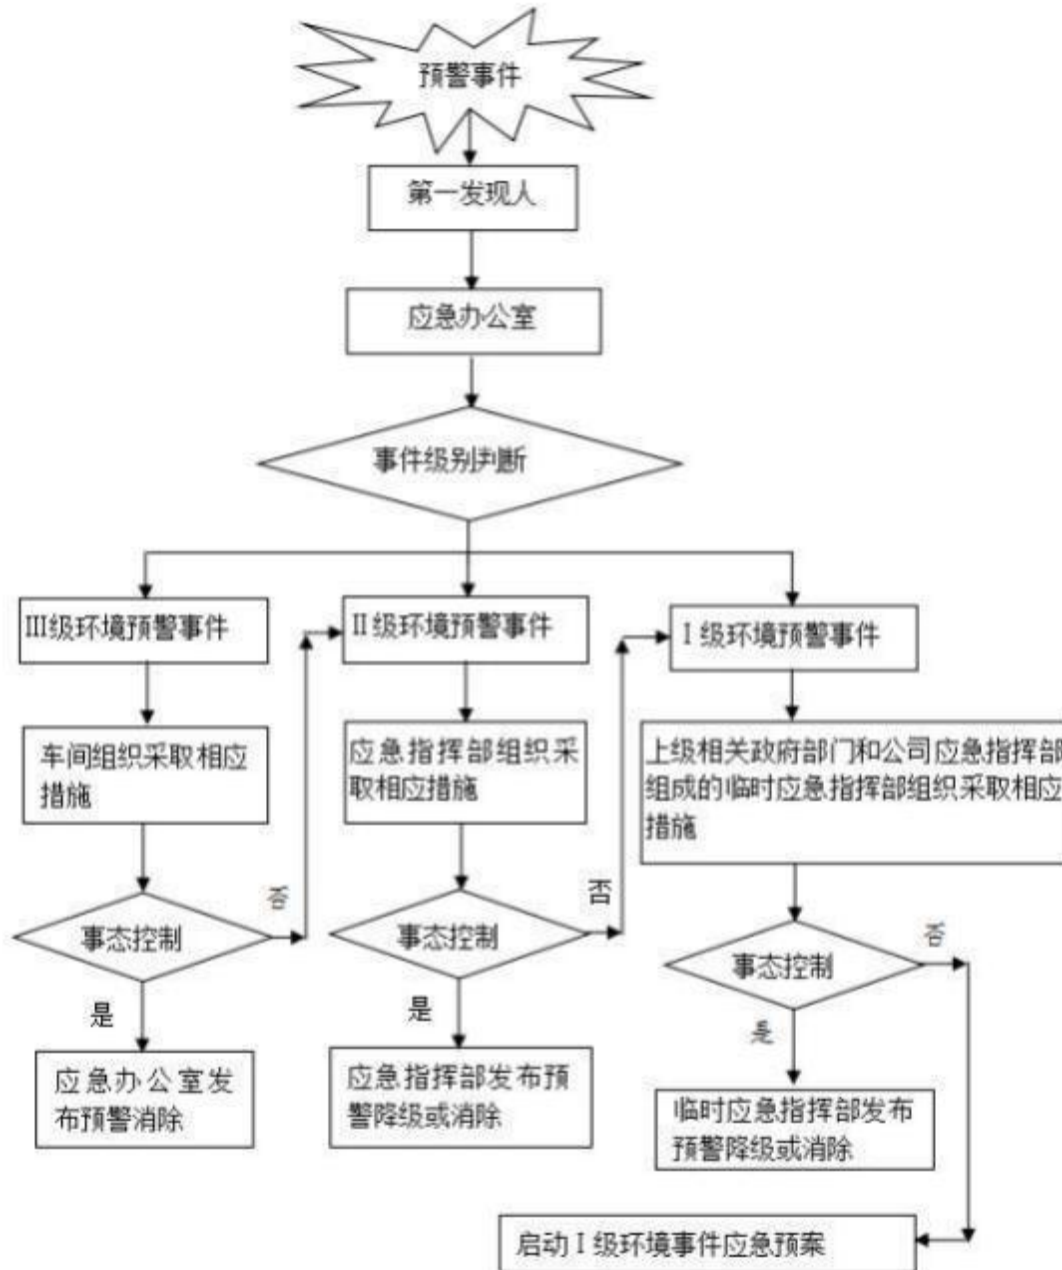 预警事件
第一发现人
应急办公室
事件级别判断
III级环境预警事件
II级环境预警事件
I级环境预警事件
车间组织采取相应
措施
应急指挥部组织采
取相应措施
上级相关政府部门和公司应急指挥部
组成的临时应急指挥部组织采取相应
措施
否
否
否
事态控制
事态控制
事态控制
是
是
是
应急办公室发
布预警消除
应急指挥部发布预
警降级或消除
临时应急指挥部发布
预警降级或消除
启动I级环境事件应急预案